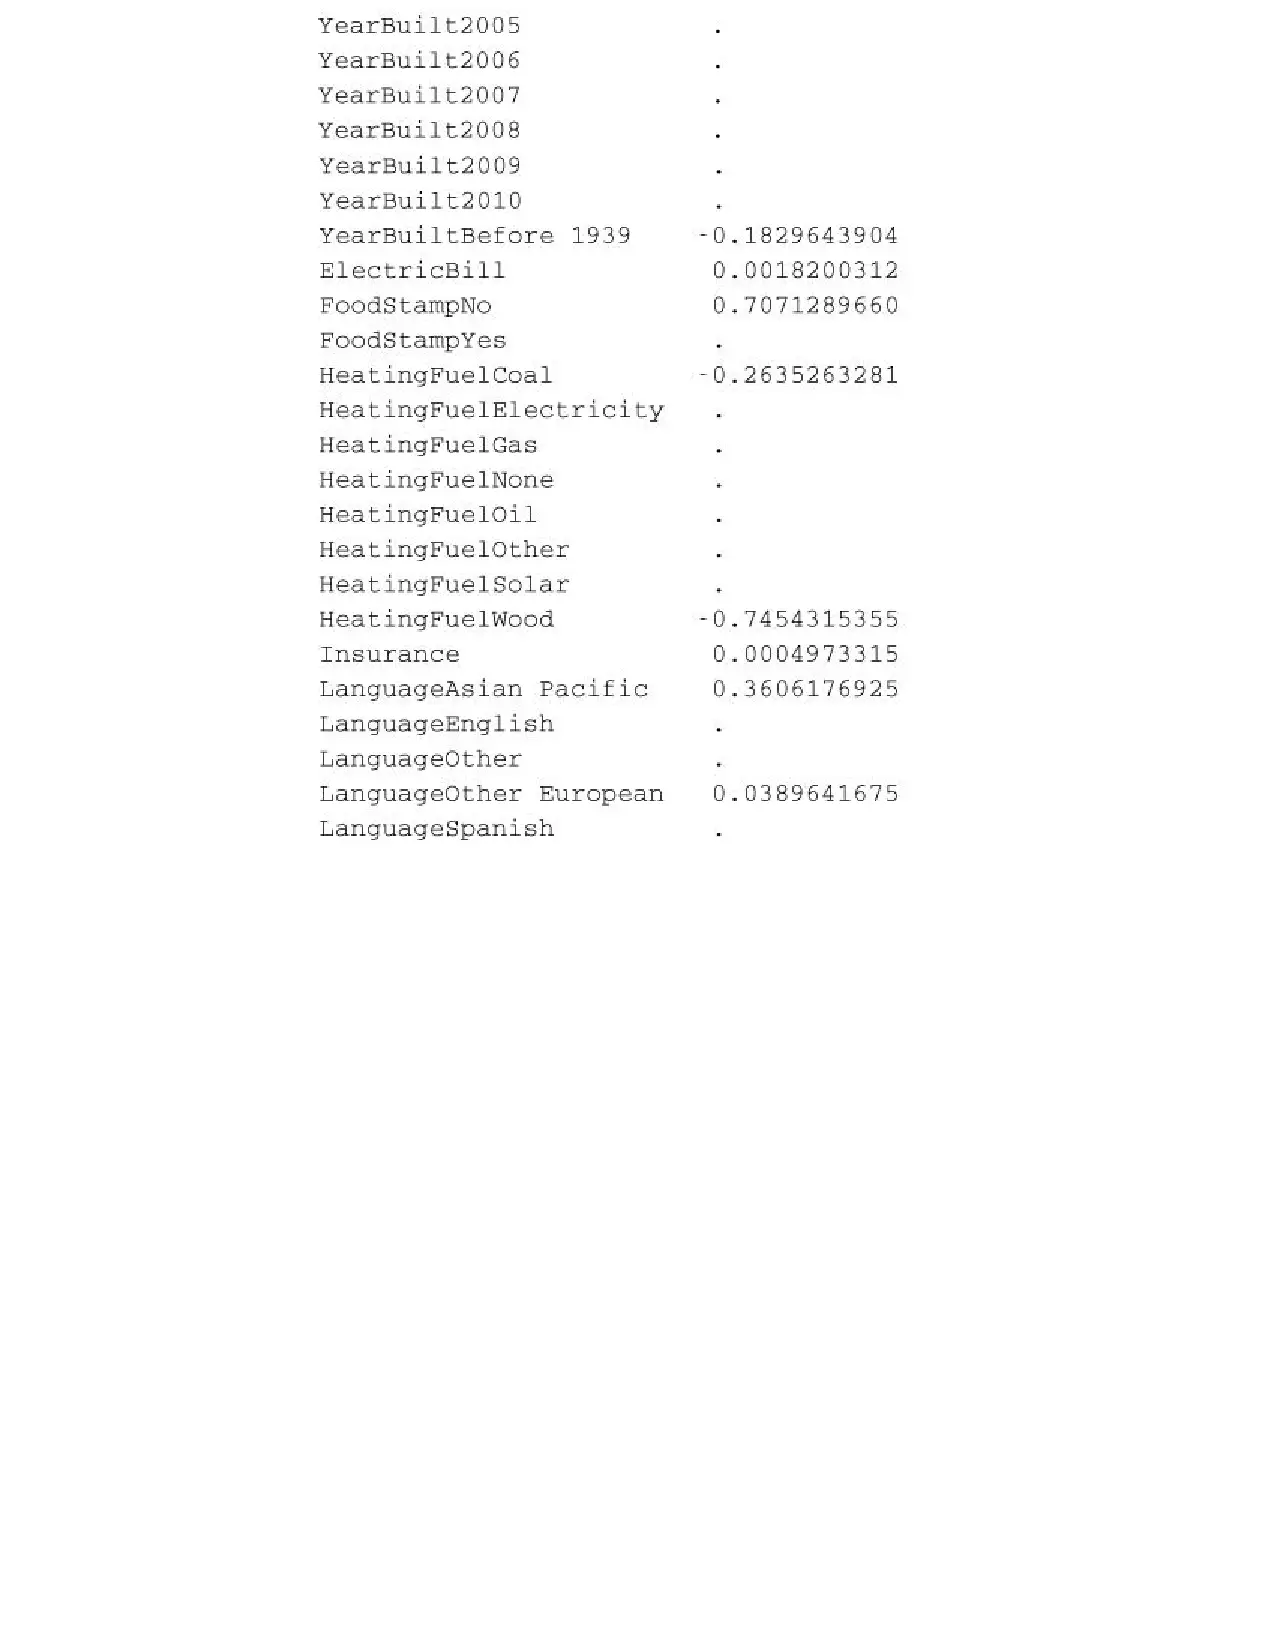 YearBuilt2005 .
YearBuilt2006 .
YearBuilt2007 .
YearBuilt2008 .
YearBuilt2009 .
YearBuilt2010 .
YearBuiltBefore 1939 -0.1829643904
ElectricBill 0.0018200312
FoodStampNo 0.7071289660
FoodStampYes .
HeatingFuelCoal -0.2635263281
HeatingFuelElectricity .
HeatingFuelGas .
HeatingFuelNone .
HeatingFuelOil .
HeatingFuelOther .
HeatingFuelSolar .
HeatingFuelWood -0.7454315355
Insurance 0.0004973315
LanguageAsian Pacific 0.3606176925
LanguageEnglish .
LanguageOther .
LanguageOther European 0.0389641675
LanguageSpanish .